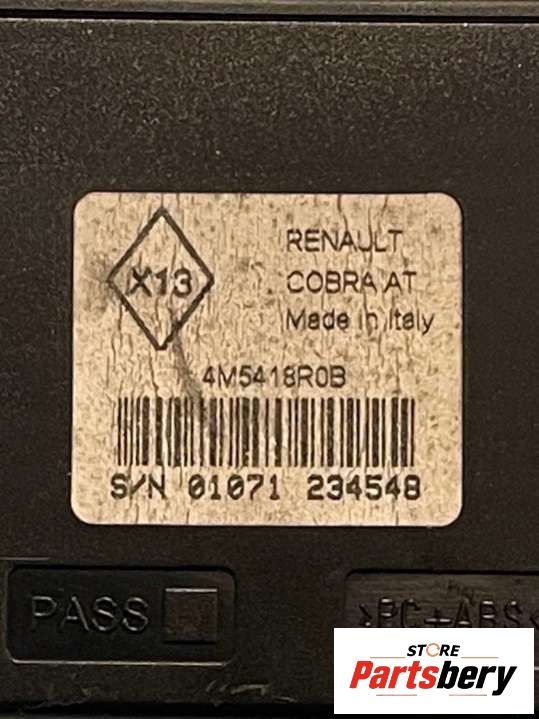 X13
RENAULT
COBRA AT
Made in Italy
4M5418R0B
S/N 01071 234548
PASS
>PC+ABS<
STORE
Partsbery